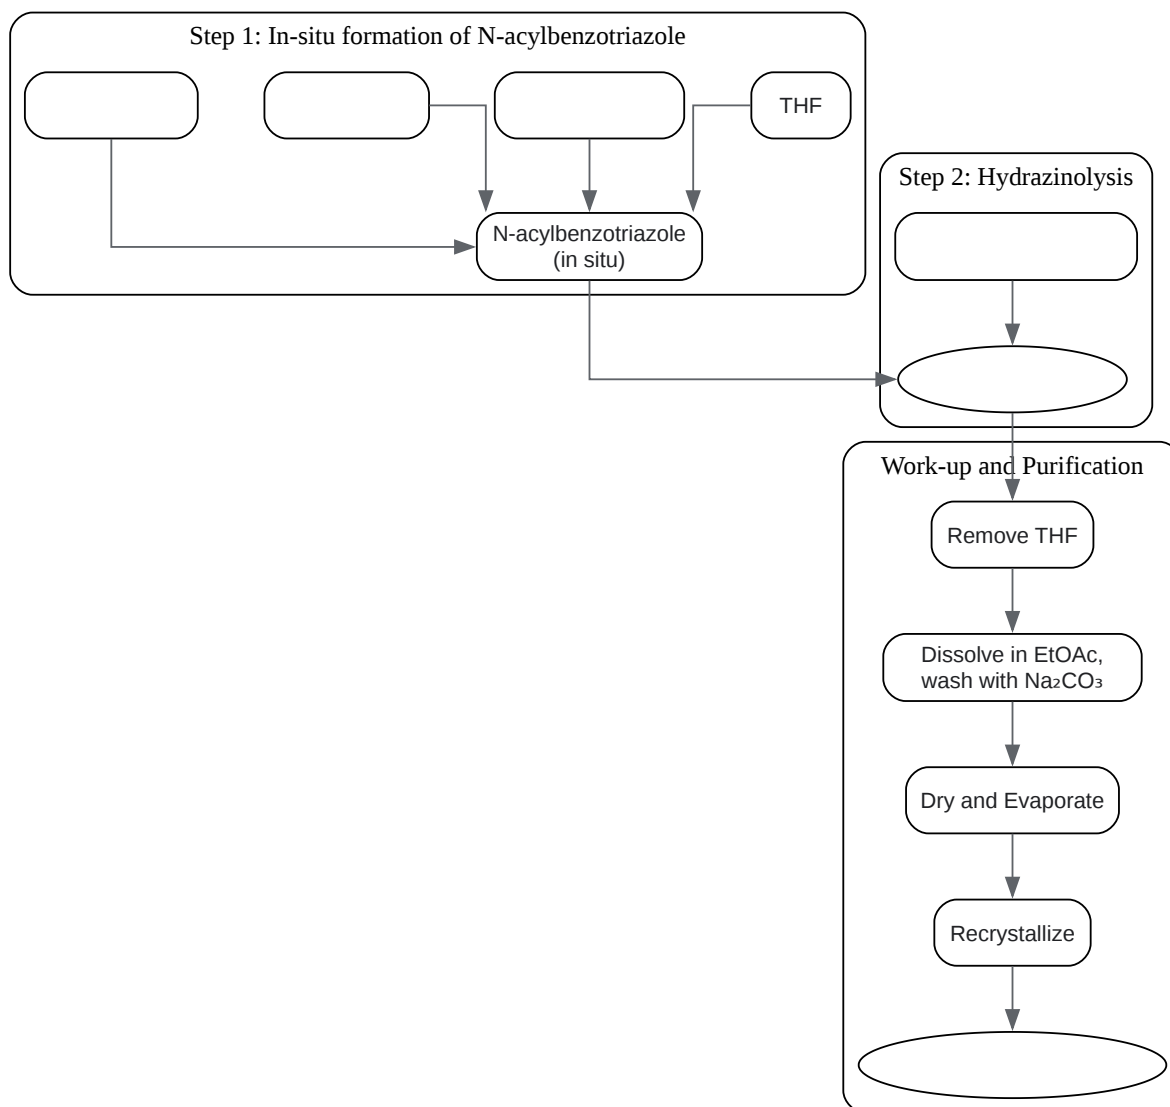 Step 1: In-situ formation of N-acylbenzotriazole
THF
N-acylbenzotriazole
(in situ)
Step 2: Hydrazinolysis
Work-up and Purification
Remove THF
Dissolve in EtOAc,
wash with Na₂CO₃
Dry and Evaporate
Recrystallize